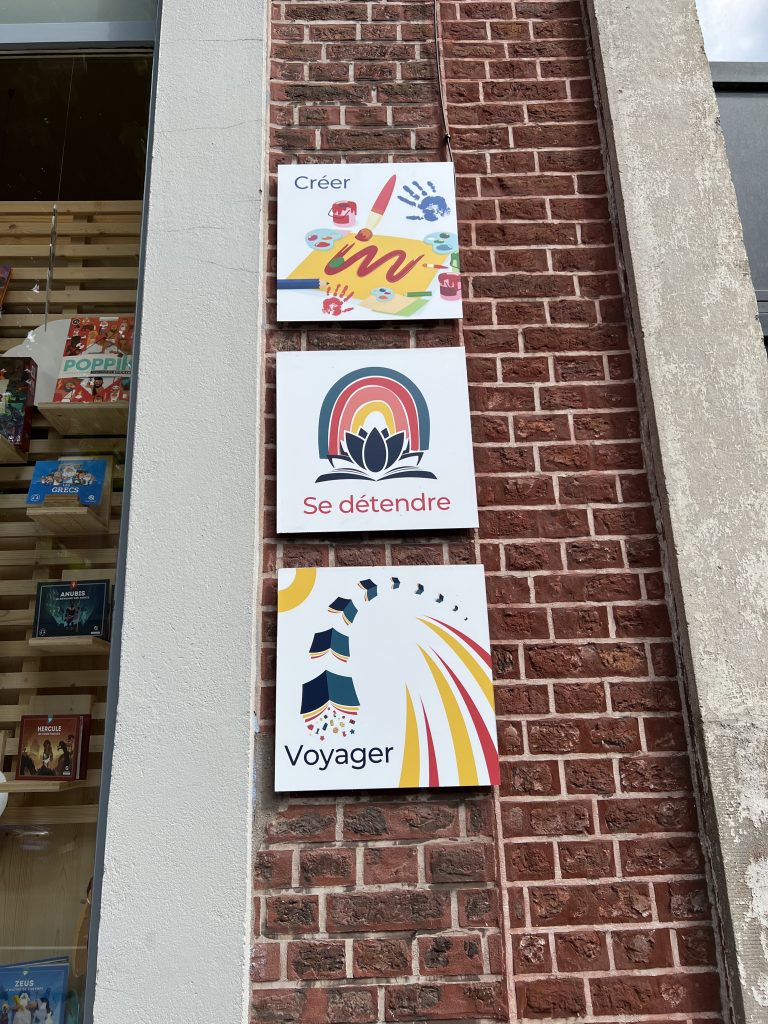 Créer
Se détendre
Voyager
POPPIK
GRECS
ANUBIS
HERCULE
ZEUS